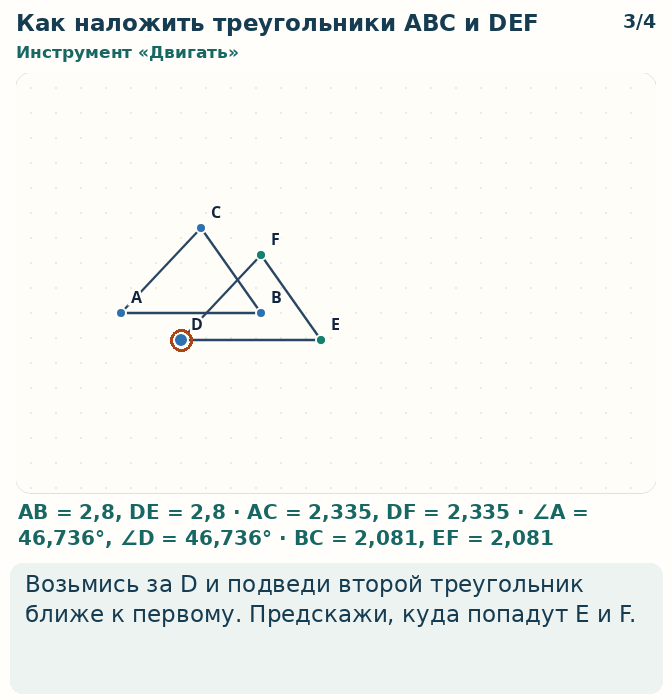 Как наложить треугольники ABC и DEF
3/4
Инструмент «Двигать»
C
F
A
B
D
E
AB = 2,8, DE = 2,8 · AC = 2,335, DF = 2,335 · ∠A =
46,736°, ∠D = 46,736° · BC = 2,081, EF = 2,081
Возьмись за D и подведи второй треугольник
ближе к первому. Предскажи, куда попадут E и F.